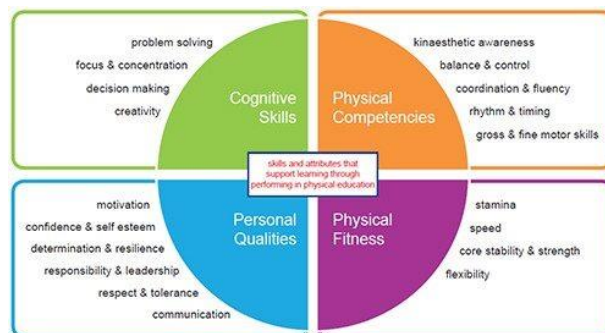 problem solving
focus & concentration
decision making
creativity
Cognitive
Skills
Physical
Competencies
kinaesthetic awareness
balance & control
coordination & fluency
rhythm & timing
gross & fine motor skills
skills and attributes that
support learning through
performing in physical education
motivation
confidence & self esteem
determination & resilience
responsibility & leadership
respect & tolerance
communication
Personal
Qualities
Physical
Fitness
stamina
speed
core stability & strength
flexibility